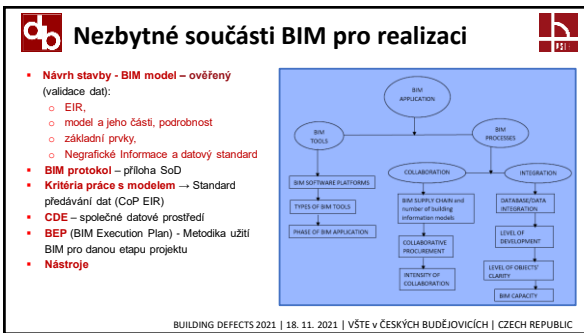 db
Nezbytné součásti BIM pro realizaci
Návrh stavby - BIM model – ověřený
(validace dat):
EIR,
model a jeho části, podrobnost
základní prvky,
Negrafické Informace a datový standard
BIM protokol – příloha SoD
Kritéria práce s modelem → Standard
předávání dat (CoP EIR)
CDE – společné datové prostředí
BEP (BIM Execution Plan) - Metodika užití
BIM pro danou etapu projektu
Nástroje
BIM
APPLICATION
BIM
TOOLS
BIM
PROCESSES
COLLABORATION
INTEGRATION
BIM SOFTWARE PLATFORMS
TYPES OF BIM TOOLS
PHASE OF BIM APPLICATION
BIM SUPPLY CHAIN and
number of building
information models
COLLABORATIVE
PROCUREMENT
INTENSITY OF
COLLABORATION
DATABASE/DATA
INTEGRATION
LEVEL OF
DEVELOPMENT
LEVEL OF OBJECTS'
CLARITY
BIM CAPACITY
BUILDING DEFECTS 2021 | 18. 11. 2021 | VŠTE v ČESKÝCH BUDĚJOVICÍCH | CZECH REPUBLIC